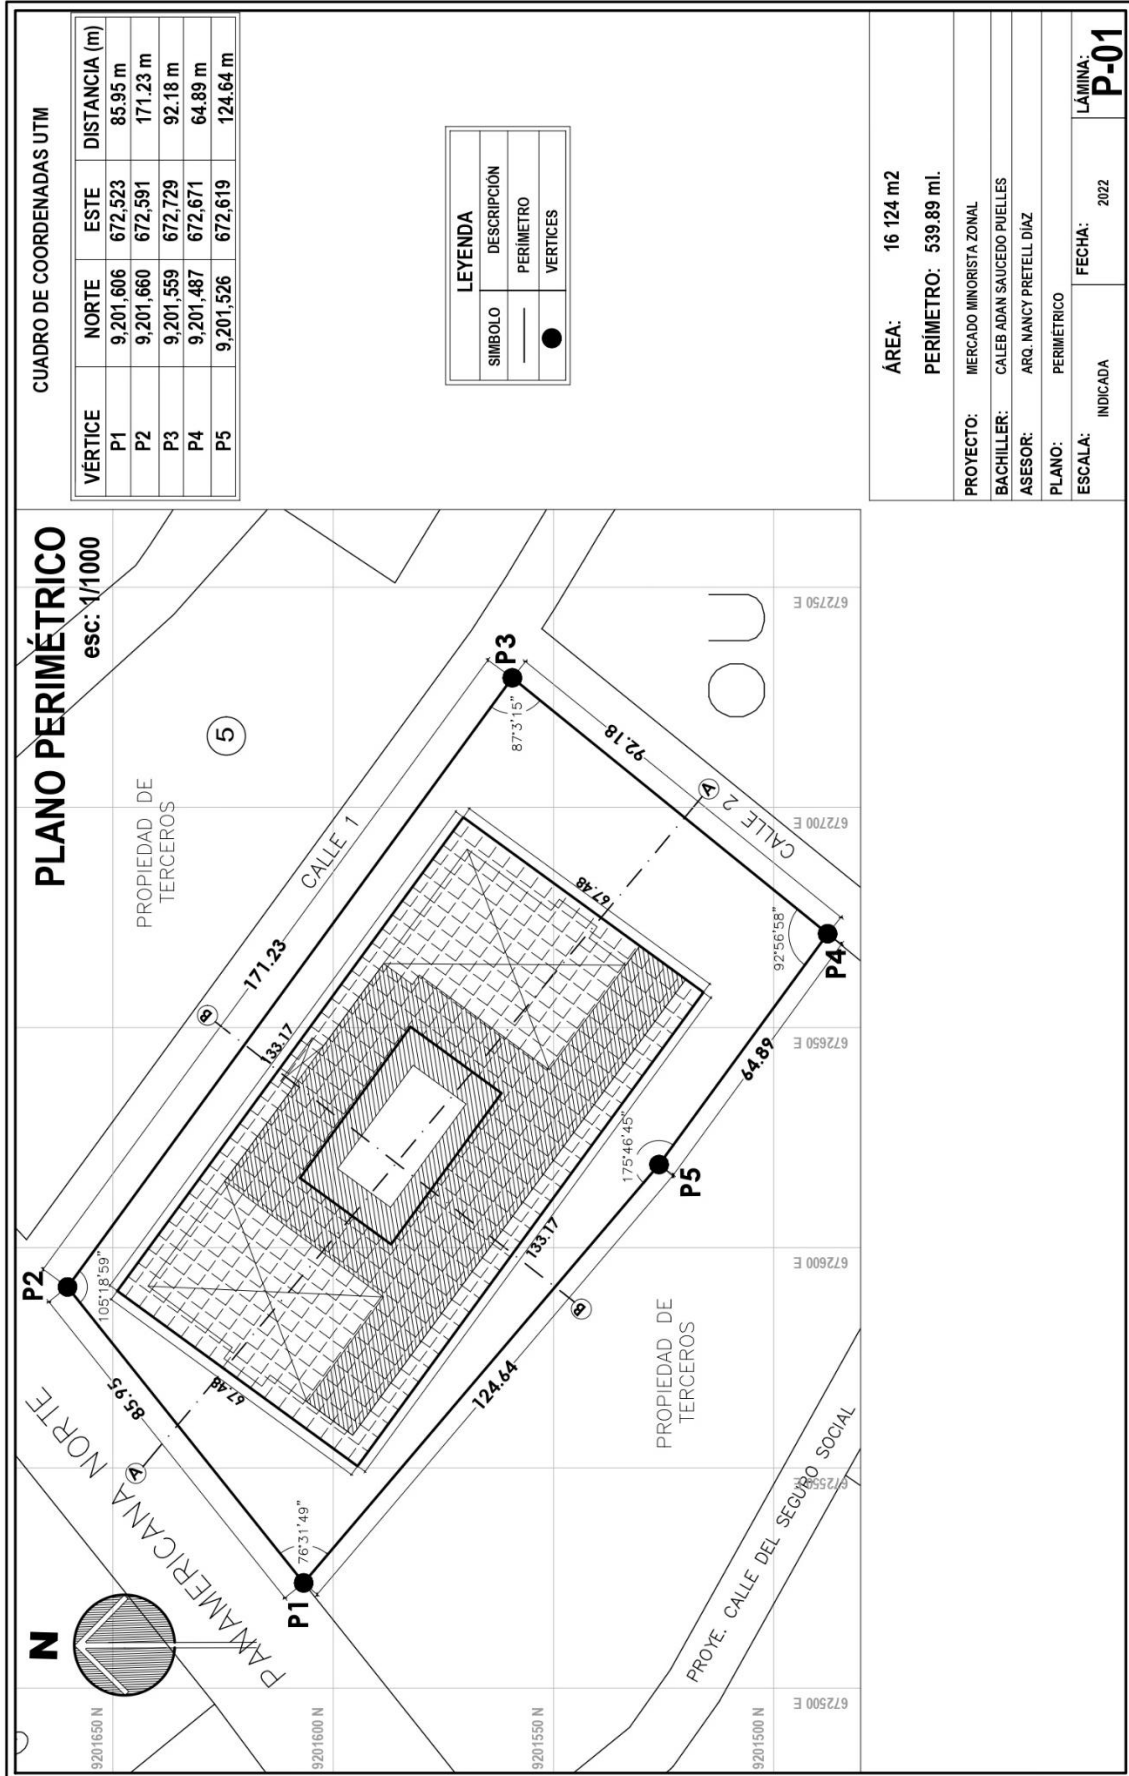 PLANO PERIMÉTRICO
esc: 1/1000
N
PANAMERICANA NORTE
PROPIEDAD DE
TERCEROS
5
CALLE 1
CALLE 2
PROPIEDAD DE
TERCEROS
PROYE. CALLE DEL SEGURO SOCIAL
P1
P2
P3
P4
P5
85.95
171.23
92.18
64.89
124.64
133.17
133.17
67.48
67.48
76°31'49"
105°18'59"
87°3'15"
92°56'58"
175°46'45"
A
A
B
B
OU
9201650 N
9201600 N
9201550 N
9201500 N
672500 E
672550 E
672600 E
672650 E
672700 E
672750 E
CUADRO DE COORDENADAS UTM
VÉRTICE NORTE ESTE DISTANCIA (m)
P1 9,201,606 672,523 85.95 m
P2 9,201,660 672,591 171.23 m
P3 9,201,559 672,729 92.18 m
P4 9,201,487 672,671 64.89 m
P5 9,201,526 672,619 124.64 m
LEYENDA
SIMBOLO DESCRIPCIÓN
PERÍMETRO
VERTICES
ÁREA: 16 124 m2
PERÍMETRO: 539.89 ml.
PROYECTO: MERCADO MINORISTA ZONAL
BACHILLER: CALEB ADAN SAUCEDO PUELLES
ASESOR: ARQ. NANCY PRETELL DÍAZ
PLANO: PERIMÉTRICO
ESCALA: INDICADA
FECHA: 2022
LÁMINA:
P-01